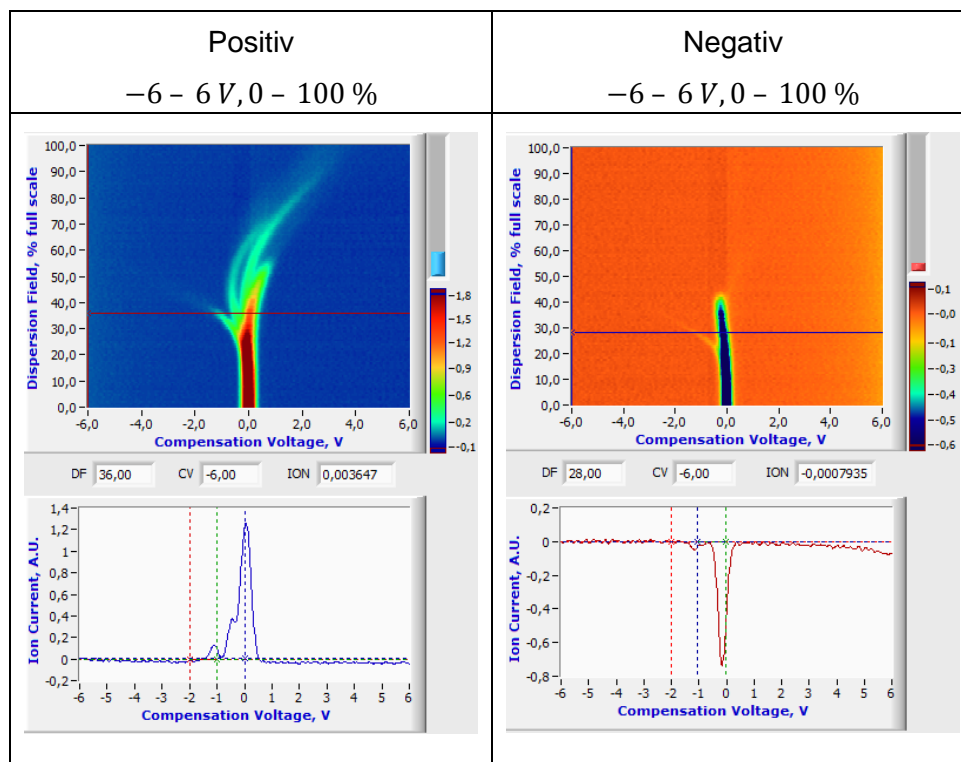 Positiv
−6 – 6 V, 0 – 100 %
Negativ
−6 – 6 V, 0 – 100 %
Dispersion Field, % full scale
100,0
90,0
80,0
70,0
60,0
50,0
40,0
30,0
20,0
10,0
0,0
-6,0 -4,0 -2,0 0,0 2,0 4,0 6,0
Compensation Voltage, V
1,8
1,5
1,2
0,9
0,6
0,2
-0,1
DF 36,00 CV -6,00 ION 0,003647
Ion Current, A.U.
1,4
1,2
1
0,8
0,6
0,4
0,2
0
-0,2
-6 -5 -4 -3 -2 -1 0 1 2 3 4 5 6
Compensation Voltage, V
Dispersion Field, % full scale
100,0
90,0
80,0
70,0
60,0
50,0
40,0
30,0
20,0
10,0
0,0
-6,0 -4,0 -2,0 0,0 2,0 4,0 6,0
Compensation Voltage, V
0,1
-0,0
-0,1
-0,2
-0,3
-0,4
-0,5
-0,6
DF 28,00 CV -6,00 ION -0,0007935
Ion Current, A.U.
0,2
0
-0,2
-0,4
-0,6
-0,8
-6 -5 -4 -3 -2 -1 0 1 2 3 4 5 6
Compensation Voltage, V